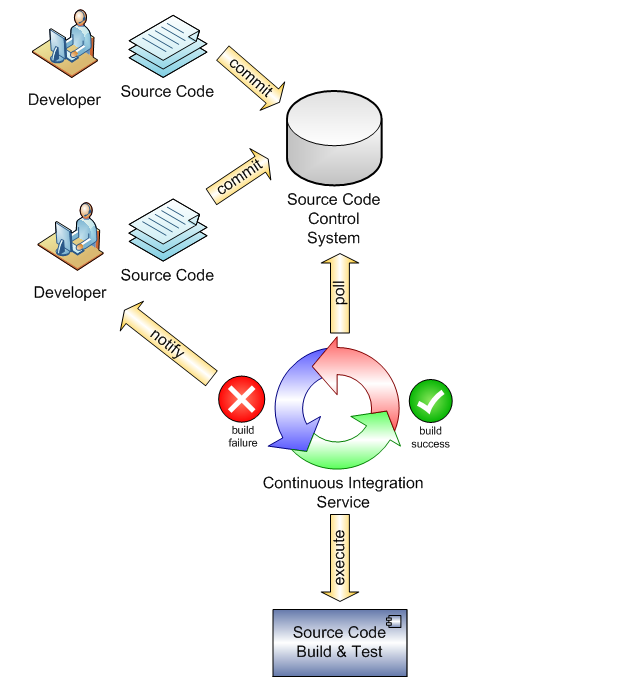 Developer
Source Code
commit
Source Code
Control
System
commit
Developer
Source Code
poll
notify
build
failure
build
success
Continuous Integration
Service
execute
Source Code
Build & Test